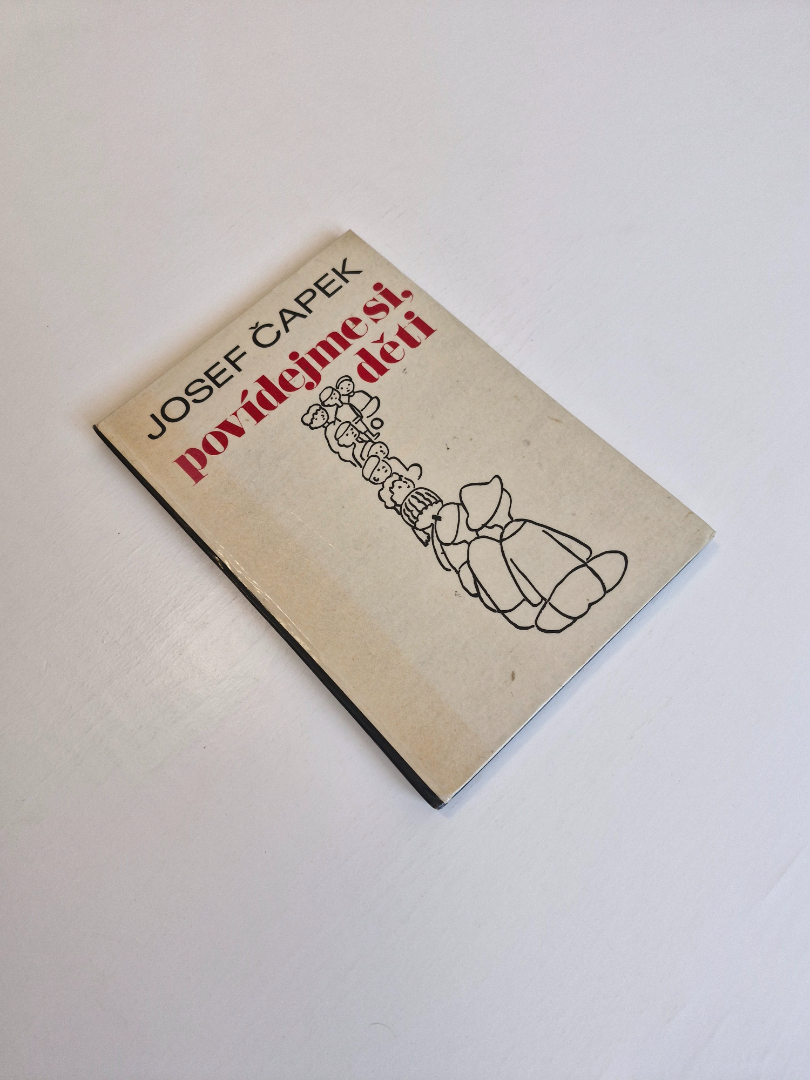 JOSEF ČAPEK
povídejme si,
děti